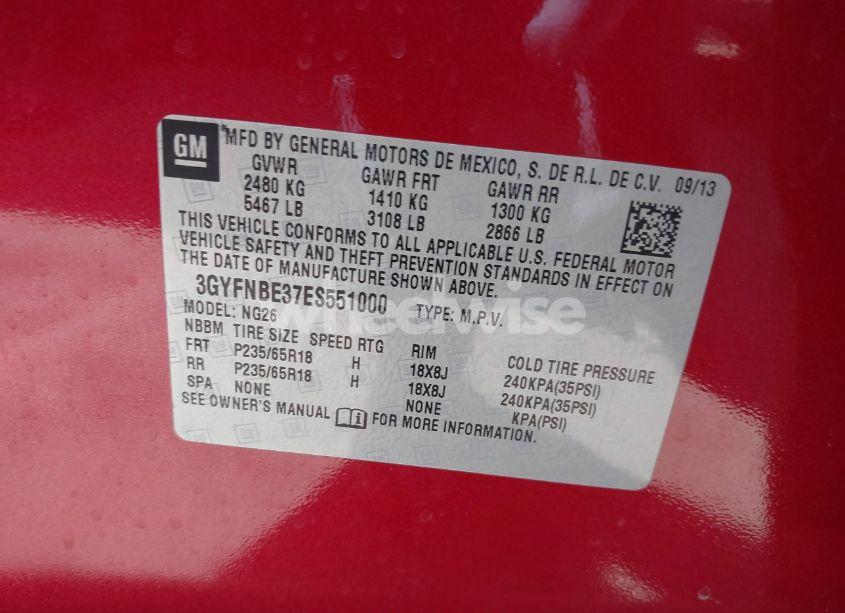 GM
MFD BY GENERAL MOTORS DE MEXICO, S. DE R.L. DE C.V. 09/13
GVWR GAWR FRT GAWR RR
2480 KG 1410 KG 1300 KG
5467 LB 3108 LB 2866 LB
THIS VEHICLE CONFORMS TO ALL APPLICABLE U.S. FEDERAL MOTOR
VEHICLE SAFETY AND THEFT PREVENTION STANDARDS IN EFFECT ON
THE DATE OF MANUFACTURE SHOWN ABOVE.
3GYFNBE37ES551000 TYPE: M.P.V.
MODEL: NG26
NBBM TIRE SIZE SPEED RTG RIM COLD TIRE PRESSURE
FRT P235/65R18 H 18X8J 240KPA(35PSI)
RR P235/65R18 H 18X8J 240KPA(35PSI)
SPA NONE NONE KPA(PSI)
SEE OWNER'S MANUAL i FOR MORE INFORMATION.
wheelwise